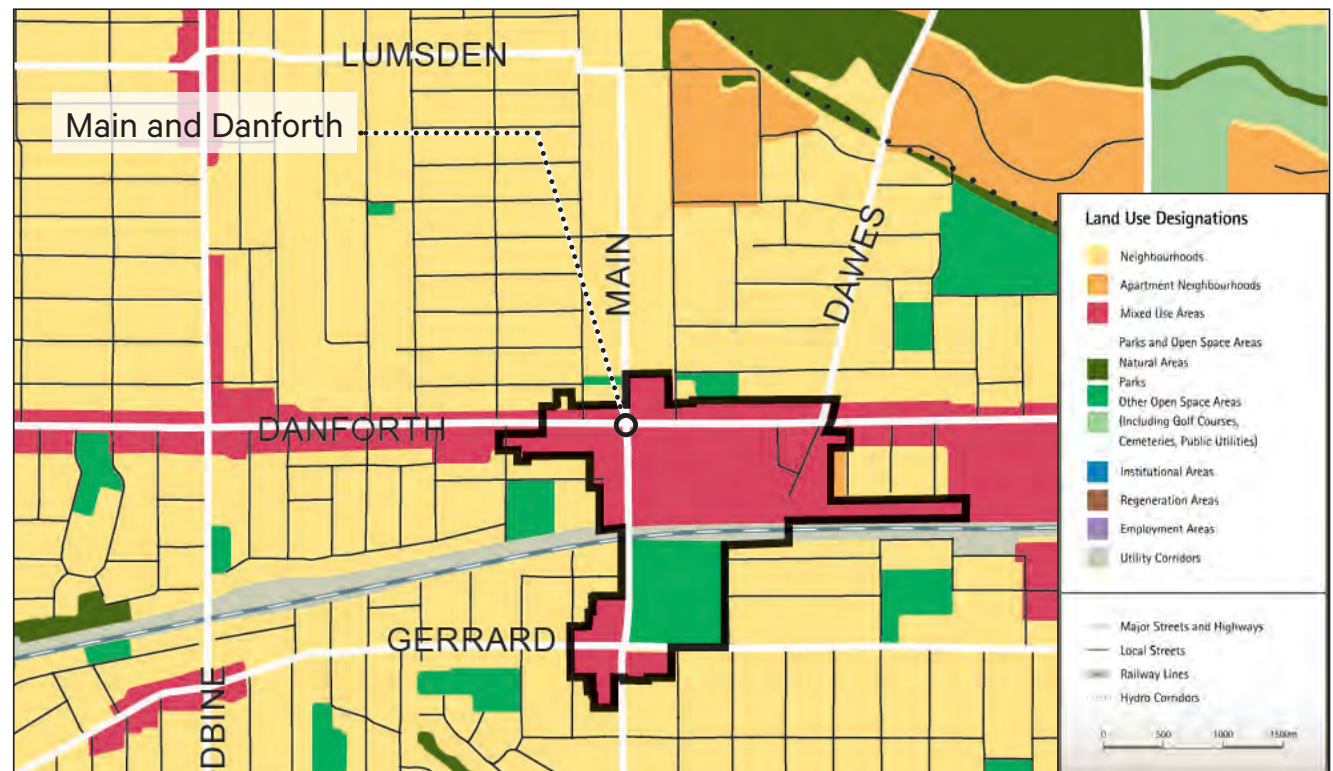 LUMSDEN
Main and Danforth
MAIN
DAWES
DANFORTH
GERRARD
DBINE
Land Use Designations
Neighbourhoods
Apartment Neighbourhoods
Mixed Use Areas
Parks and Open Space Areas
Natural Areas
Parks
Other Open Space Areas
(Including Golf Courses,
Cemeteries, Public Utilities)
Institutional Areas
Regeneration Areas
Employment Areas
Utility Corridors
Major Streets and Highways
Local Streets
Railway Lines
Hydro Corridors
0 500 1000 1500m